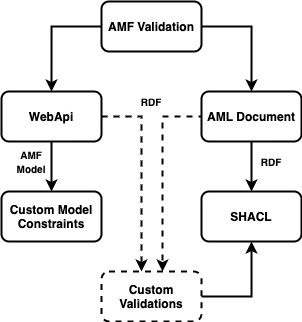 AMF Validation
WebApi
RDF
AML Document
AMF
Model
RDF
Custom Model
Constraints
SHACL
Custom
Validations